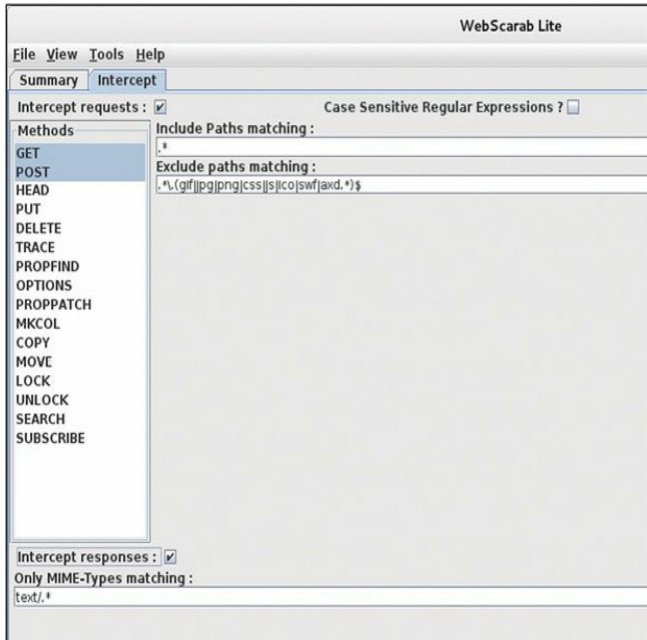 WebScarab Lite
File View Tools Help
Summary Intercept
Intercept requests : Case Sensitive Regular Expressions ?
Methods
Include Paths matching :
.*
Exclude paths matching :
.*\.(gif|jpg|png|css|js|ico|swf|axd.*)$
GET
POST
HEAD
PUT
DELETE
TRACE
PROPFIND
OPTIONS
PROPPATCH
MKCOL
COPY
MOVE
LOCK
UNLOCK
SEARCH
SUBSCRIBE
Intercept responses :
Only MIME-Types matching :
text/.*